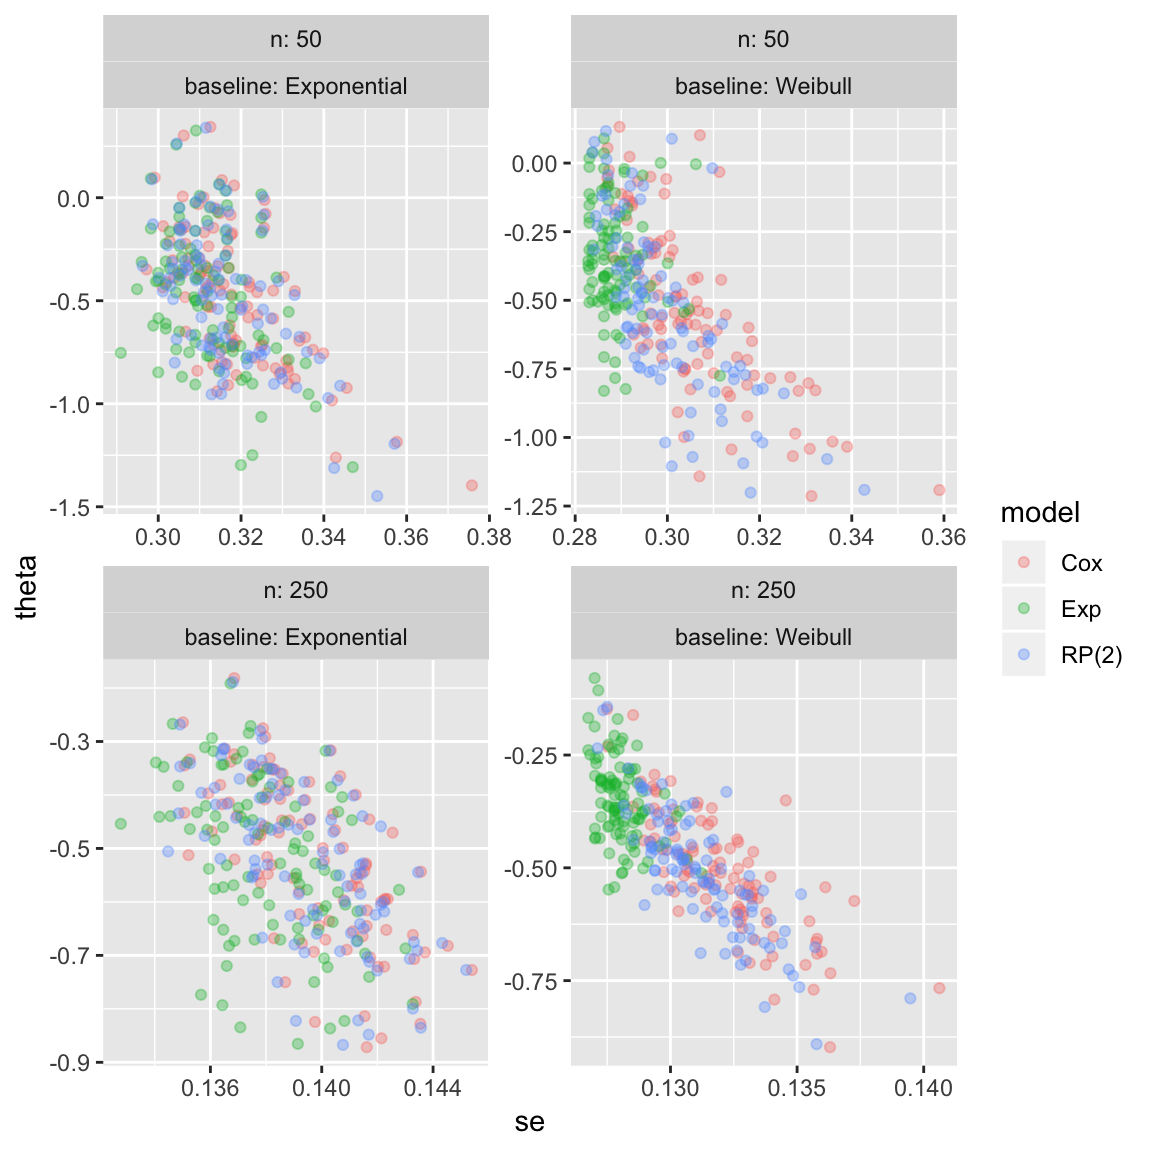 n: 50
n: 50
baseline: Exponential
baseline: Weibull
0.0
-0.5
-1.0
-1.5
0.30
0.32
0.34
0.36
0.38
0.00
-0.25
-0.50
-0.75
-1.00
-1.25
0.28
0.30
0.32
0.34
0.36
theta
n: 250
n: 250
baseline: Exponential
baseline: Weibull
-0.3
-0.5
-0.7
-0.9
0.136
0.140
0.144
-0.25
-0.50
-0.75
0.130
0.135
0.140
se
model
Cox
Exp
RP(2)